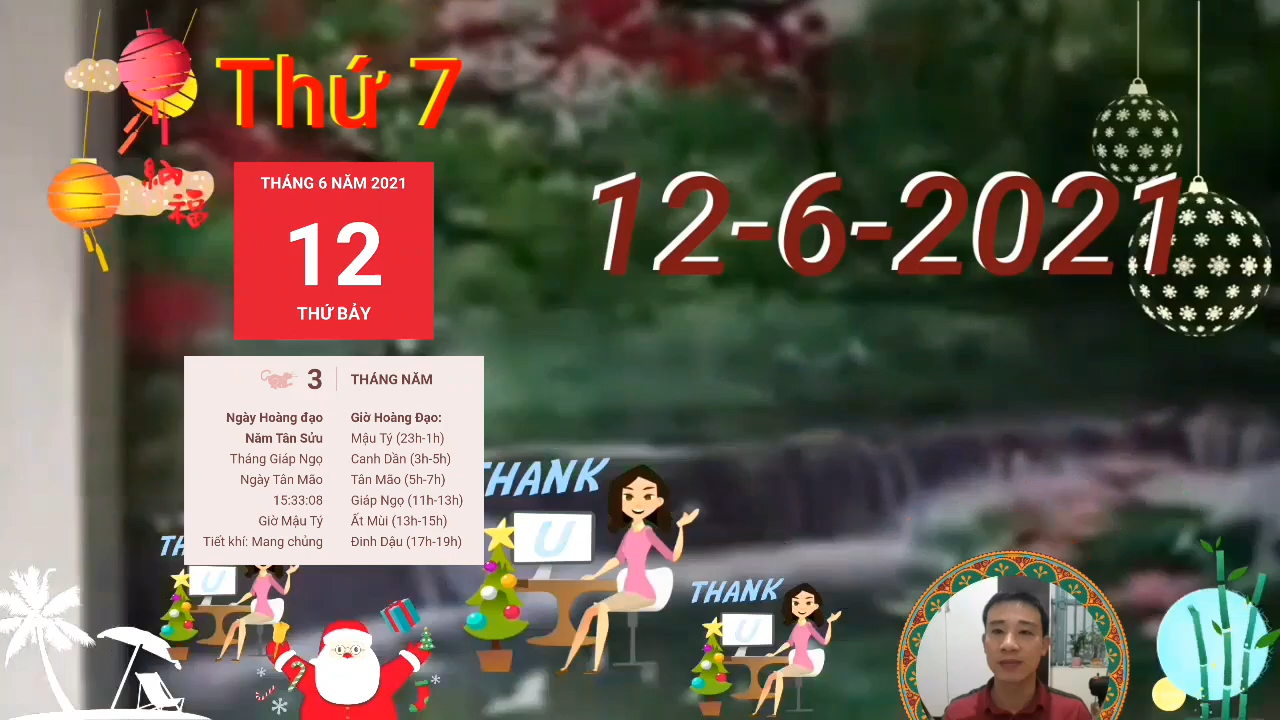 Thứ 7
納
福
THÁNG 6 NĂM 2021
12
THỨ BẢY
12-6-2021
3
THÁNG NĂM
Ngày Hoàng đạo
Năm Tân Sửu
Tháng Giáp Ngọ
Ngày Tân Mão
15:33:08
Giờ Mậu Tý
Tiết khí: Mang chủng
Giờ Hoàng Đạo:
Mậu Tý (23h-1h)
Canh Dần (3h-5h)
Tân Mão (5h-7h)
Giáp Ngọ (11h-13h)
Ất Mùi (13h-15h)
Đinh Dậu (17h-19h)
THANK
U
TH
U
THANK
U